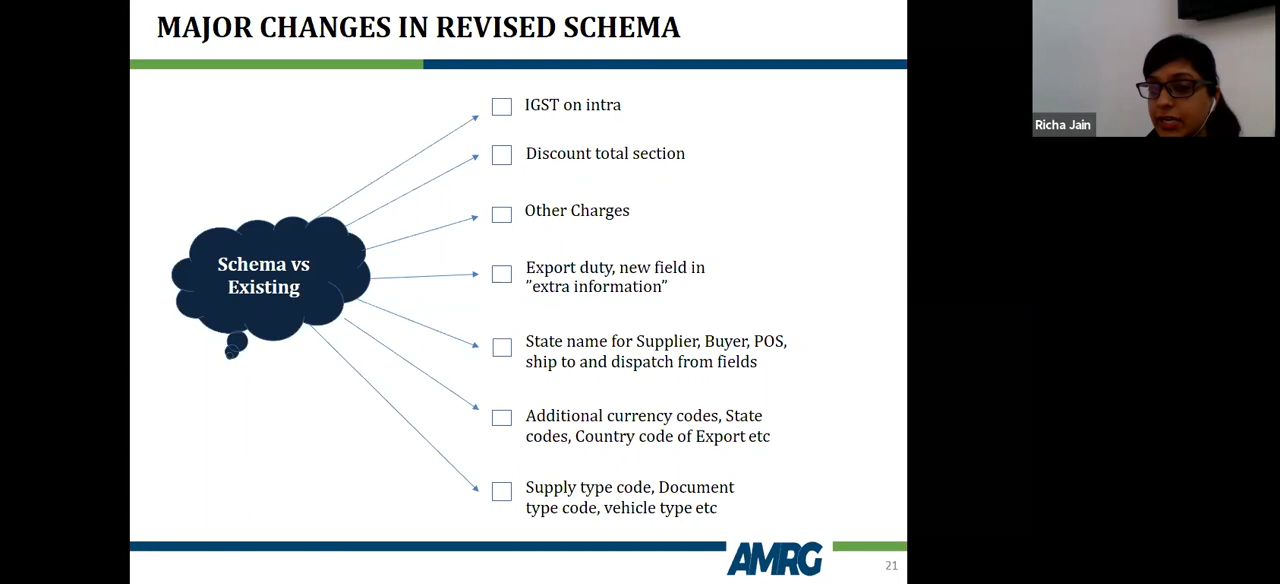 MAJOR CHANGES IN REVISED SCHEMA
Richa Jain
IGST on intra
Discount total section
Other Charges
Schema vs
Existing
Export duty, new field in
”extra information”
State name for Supplier, Buyer, POS,
ship to and dispatch from fields
Additional currency codes, State
codes, Country code of Export etc
Supply type code, Document
type code, vehicle type etc
AMRG
21